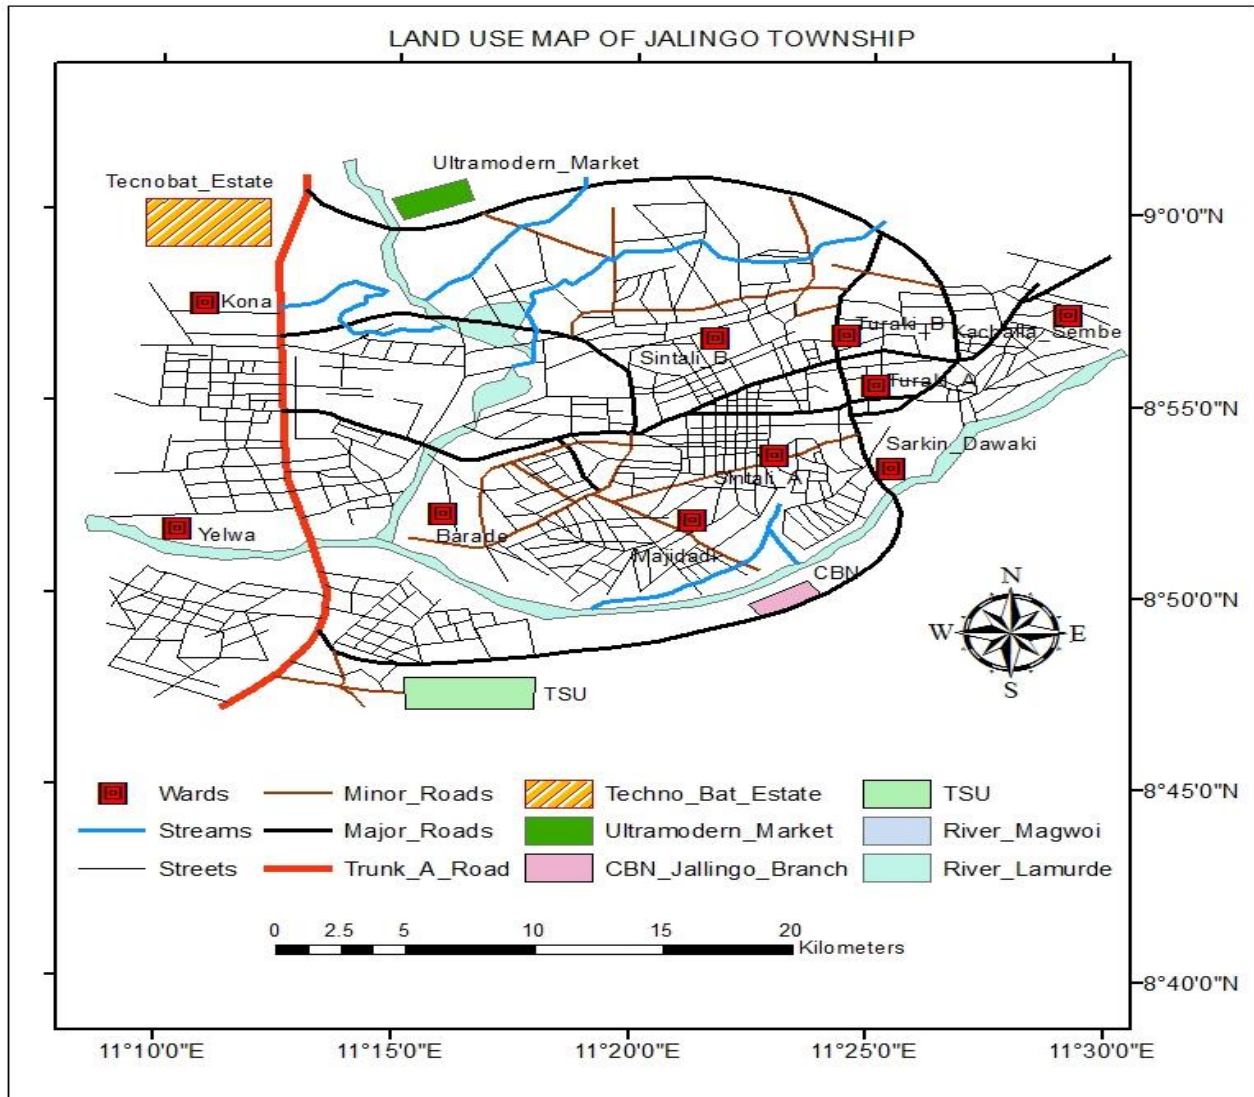 LAND USE MAP OF JALINGO TOWNSHIP
Ultramodern_Market
Tecnobat_Estate
9°0'0"N
Kona
Turaki_B
Kachalla_Sembe
Sintali_B
Turaki_A
8°55'0"N
Sarkin_Dawaki
Sintali_A
Yelwa
Barade
Majidadi
CBN
N
8°50'0"N
W
E
S
TSU
8°45'0"N
Wards
Minor_Roads
Techno_Bat_Estate
TSU
Streams
Major_Roads
Ultramodern_Market
River_Magwoi
Streets
Trunk_A_Road
CBN_Jallingo_Branch
River_Lamurde
0 2.5 5 10 15 20
Kilometers
8°40'0"N
11°10'0"E 11°15'0"E 11°20'0"E 11°25'0"E 11°30'0"E